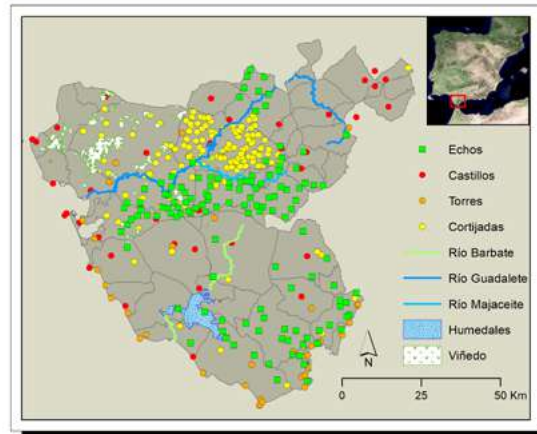 Echos
Castillos
Torres
Cortijadas
Río Barbate
Río Guadalete
Río Majaceite
Humedales
Viñedo
N
0 25 50 Km